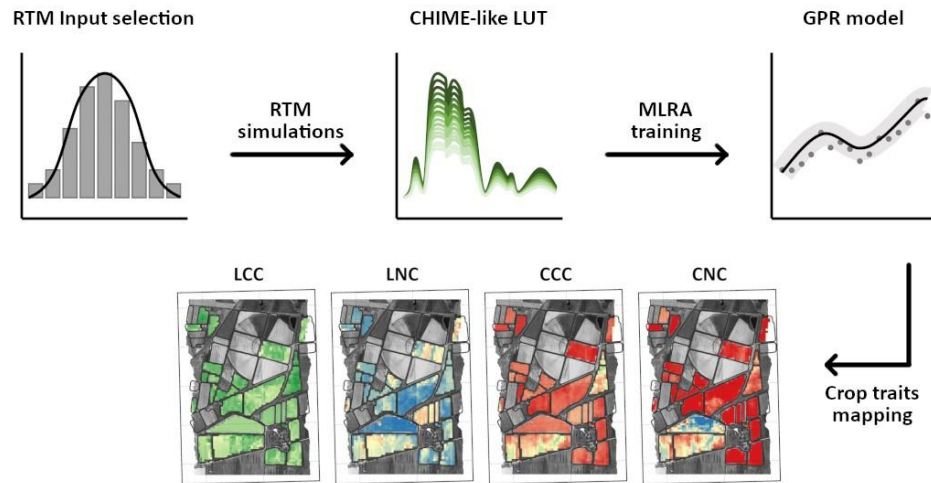 RTM Input selection
CHIME-like LUT
GPR model
RTM
simulations
MLRA
training
LCC
LNC
CCC
CNC
Crop traits
mapping